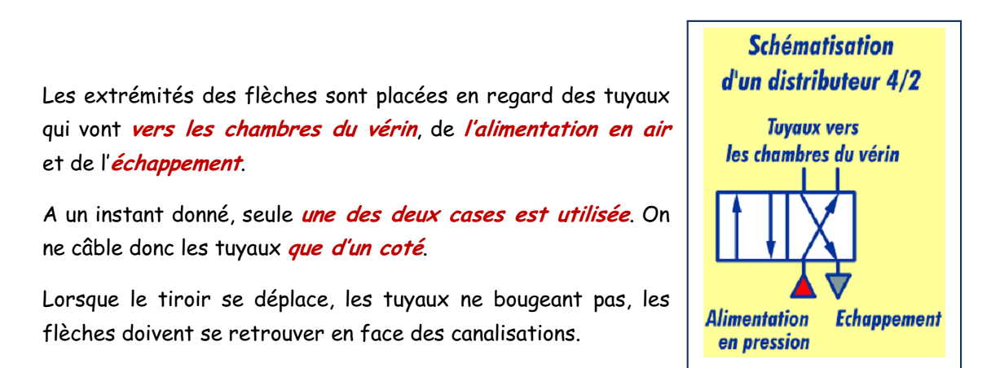 Les extrémités des flèches sont placées en regard des tuyaux
qui vont vers les chambres du vérin, de l'alimentation en air
et de l'échappement.
A un instant donné, seule une des deux cases est utilisée. On
ne câble donc les tuyaux que d'un coté.
Lorsque le tiroir se déplace, les tuyaux ne bougeant pas, les
flèches doivent se retrouver en face des canalisations.
Schématisation
d'un distributeur 4/2
Tuyaux vers
les chambres du vérin
Alimentation
en pression
Echappement